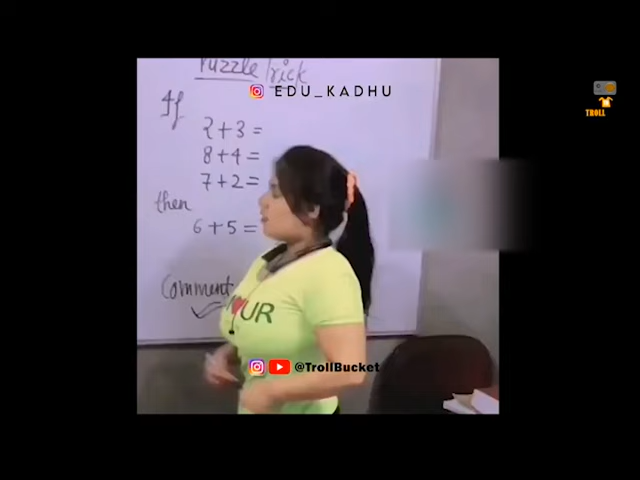 Puzzle Trick
EDU_KADHU
If
2+3=
8+4=
7+2=
then
6+5=
Comment
UR
@TrollBucket
TROLL